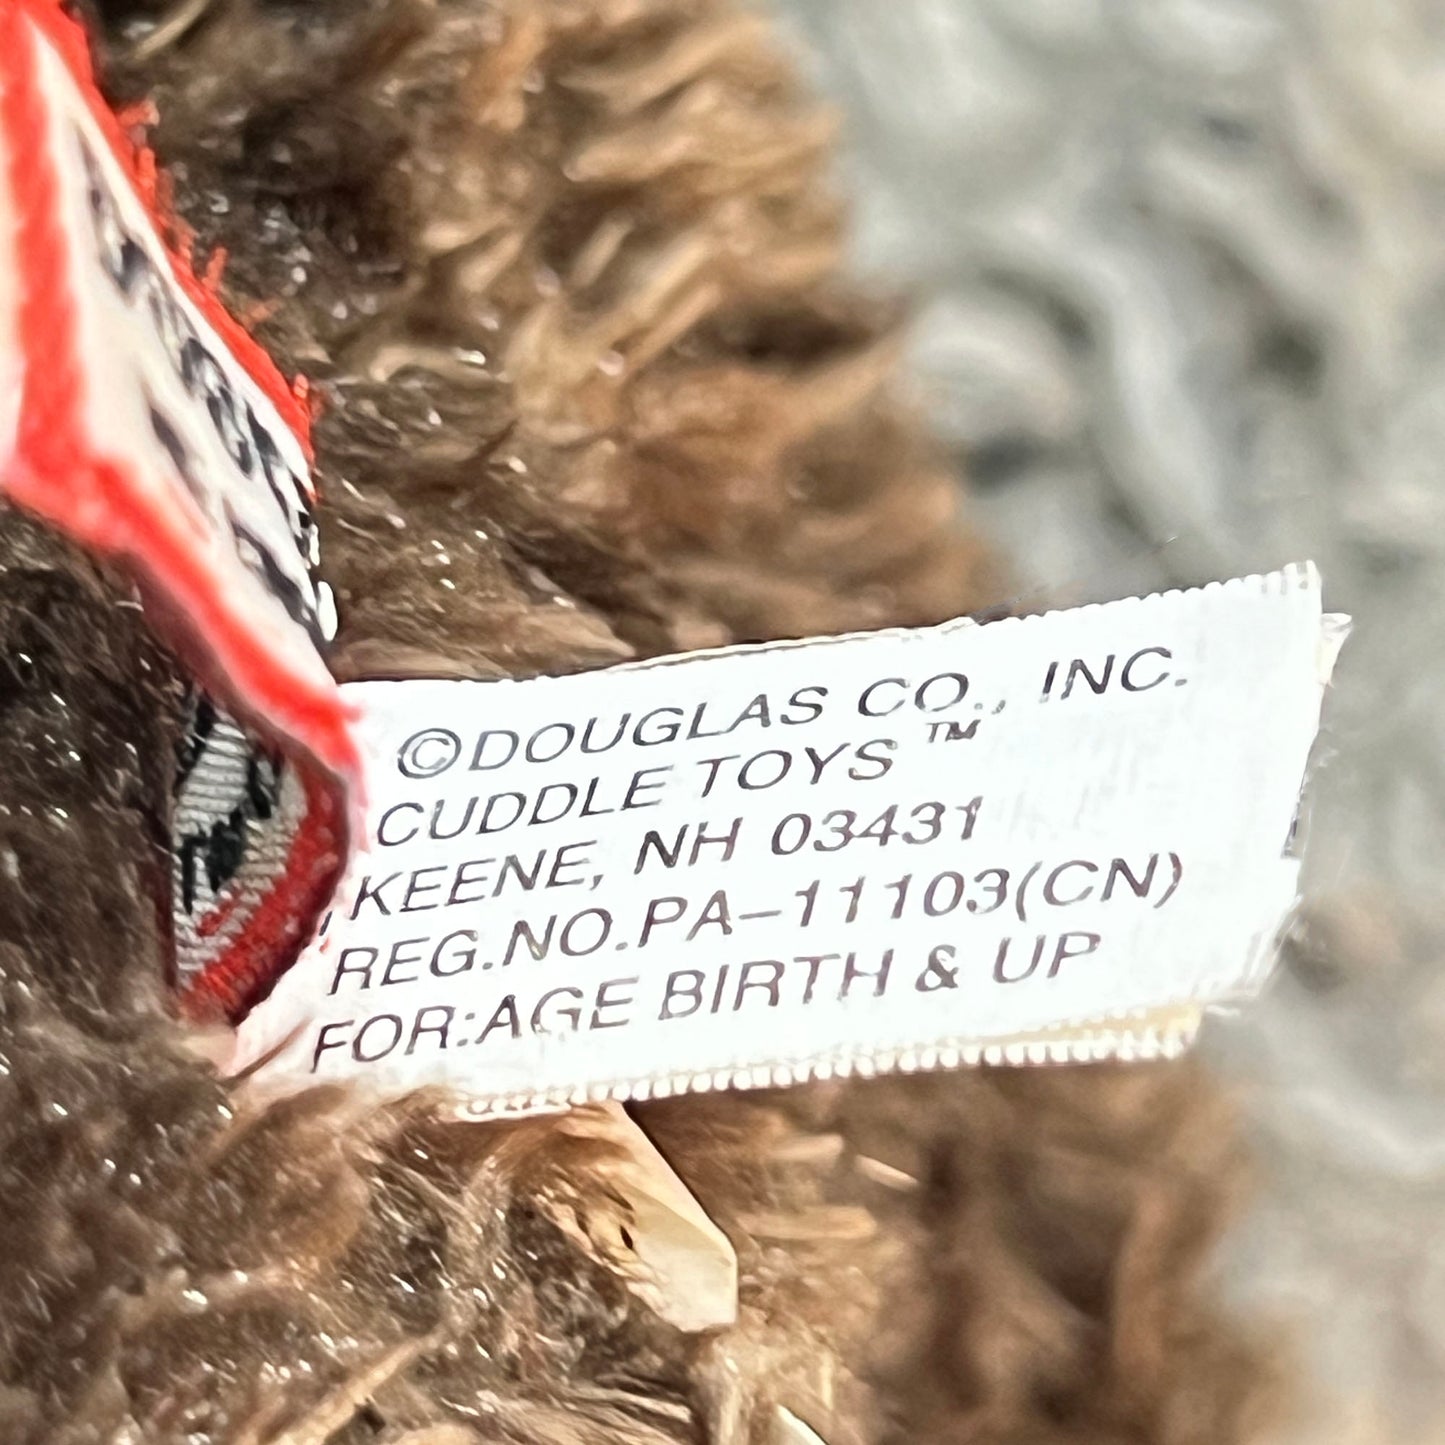 ©DOUGLAS CO., INC.
CUDDLE TOYS™
KEENE, NH 03431
REG.NO.PA-11103(CN)
FOR:AGE BIRTH & UP